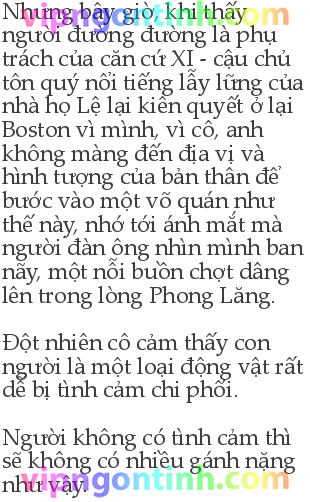 vipngontinh.com
Nhưng bây giờ, khi thấy
người đường đường là phụ
trách của căn cứ XI - cậu chủ
tôn quý nổi tiếng lẫy lững của
nhà họ Lệ lại kiên quyết ở lại
Boston vì mình, vì cô, anh
không màng đến địa vị và
hình tượng của bản thân để
bước vào một võ quán như
thế này, nhớ tới ánh mắt mà
người đàn ông nhìn mình ban
nãy, một nỗi buồn chợt dâng
lên trong lòng Phong Lăng.
Đột nhiên cô cảm thấy con
người là một loại động vật rất
dễ bị tình cảm chi phối.
vipngontinh.com
Người không có tình cảm thì
sẽ không có nhiều gánh nặng
như vậy.
vipngontinh.com